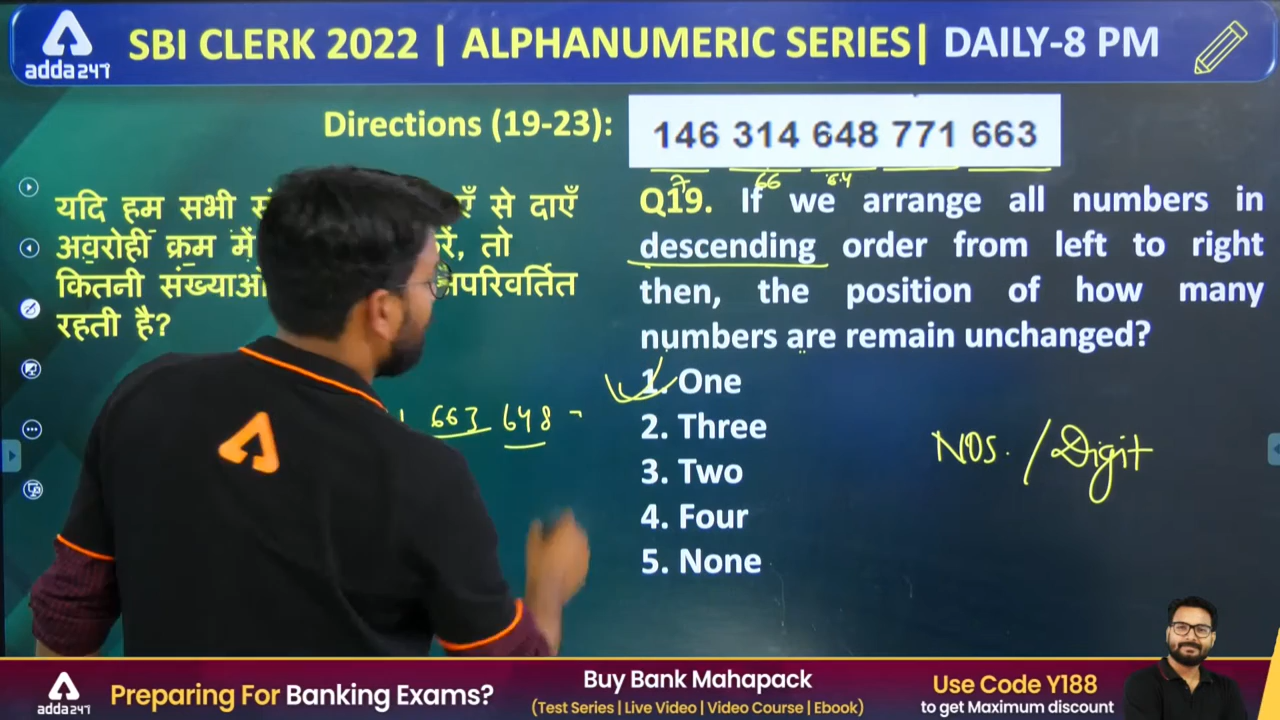 SBI CLERK 2022 | ALPHANUMERIC SERIES| DAILY-8 PM
adda247
Directions (19-23):
146 314 648 771 663
7 66 64
यदि हम सभी से दाएँ
अवरोही क्रम में करें, तो
कितनी संख्याओं अपरिवर्तित
रहती है?
Q19. If we arrange all numbers in
descending order from left to right
then, the position of how many
numbers are remain unchanged?
1. One
2. Three
3. Two
4. Four
5. None
663 648
Nos. / Digit
adda247
Preparing For Banking Exams?
Buy Bank Mahapack
(Test Series | Live Video | Video Course | Ebook)
Use Code Y188
to get Maximum discount